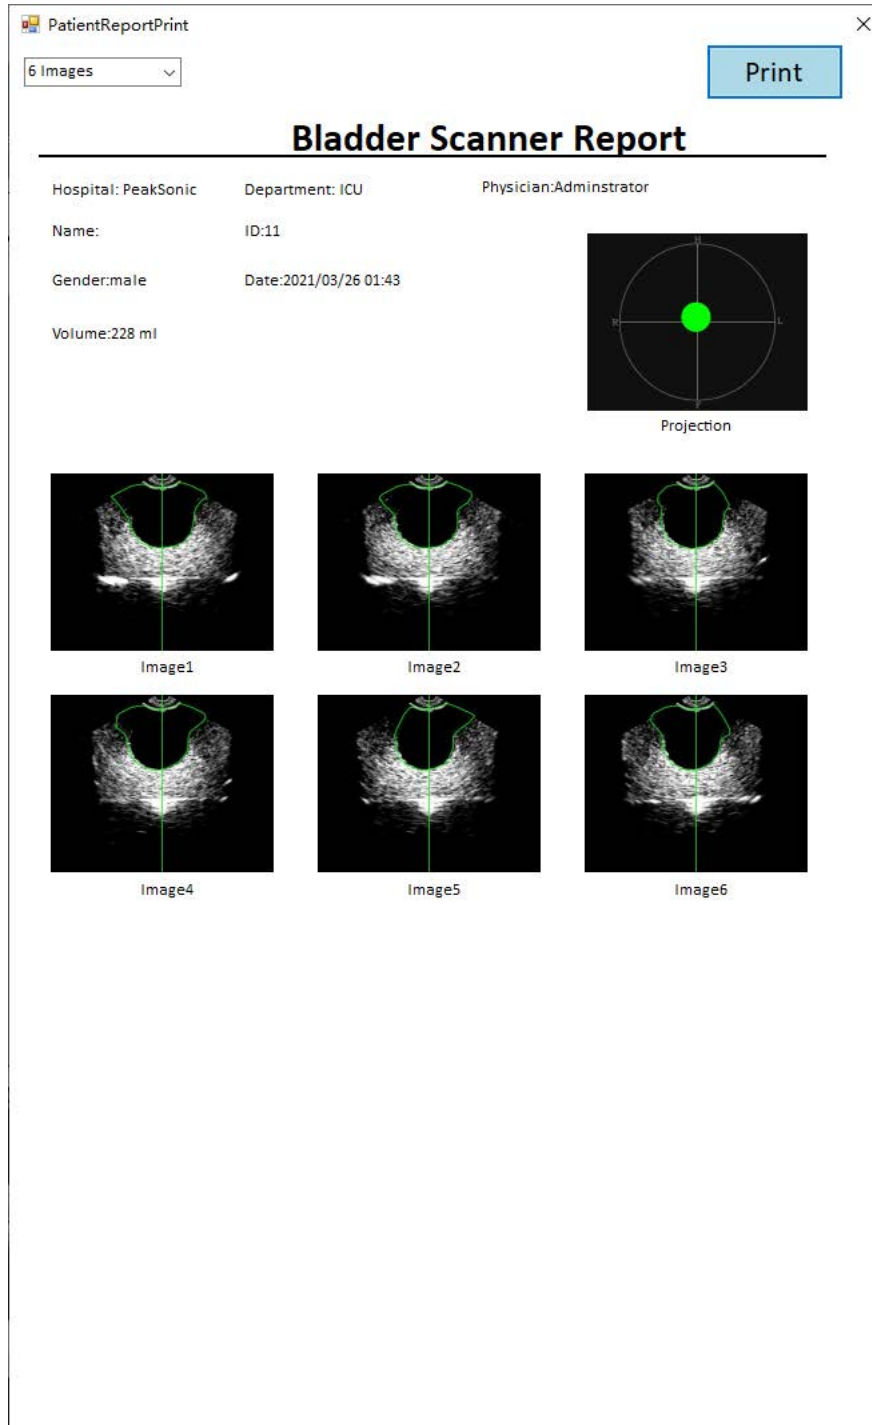 PatientReportPrint
6 Images
Print
Bladder Scanner Report
Hospital: PeakSonic Department: ICU Physician:Adminstrator
Name: ID:11
Gender:male Date:2021/03/26 01:43
Volume:228 ml
H
R L
F
Projection
Image1 Image2 Image3
Image4 Image5 Image6